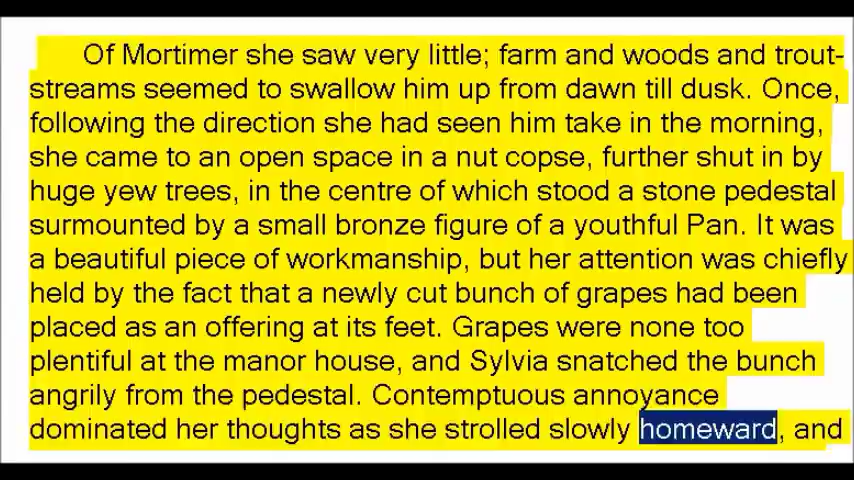 Of Mortimer she saw very little; farm and woods and trout-
streams seemed to swallow him up from dawn till dusk. Once,
following the direction she had seen him take in the morning,
she came to an open space in a nut copse, further shut in by
huge yew trees, in the centre of which stood a stone pedestal
surmounted by a small bronze figure of a youthful Pan. It was
a beautiful piece of workmanship, but her attention was chiefly
held by the fact that a newly cut bunch of grapes had been
placed as an offering at its feet. Grapes were none too
plentiful at the manor house, and Sylvia snatched the bunch
angrily from the pedestal. Contemptuous annoyance
dominated her thoughts as she strolled slowly homeward, and